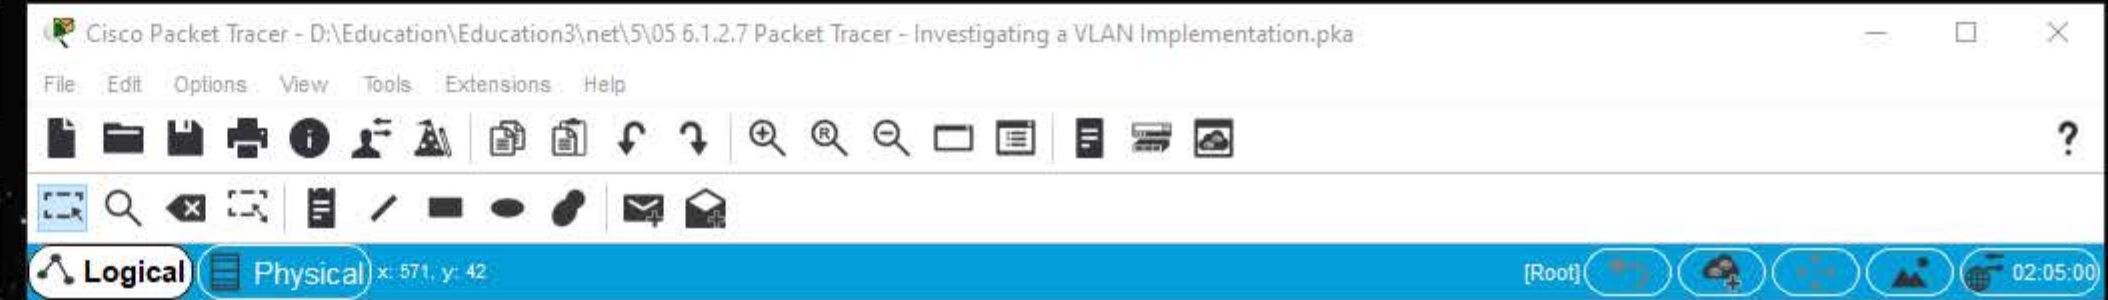 Cisco Packet Tracer - D:\Education\Education3\net\5\05 6.1.2.7 Packet Tracer - Investigating a VLAN Implementation.pka
File Edit Options View Tools Extensions Help
R
?
Logical Physical x: 571, y: 42 [Root] 02:05:00